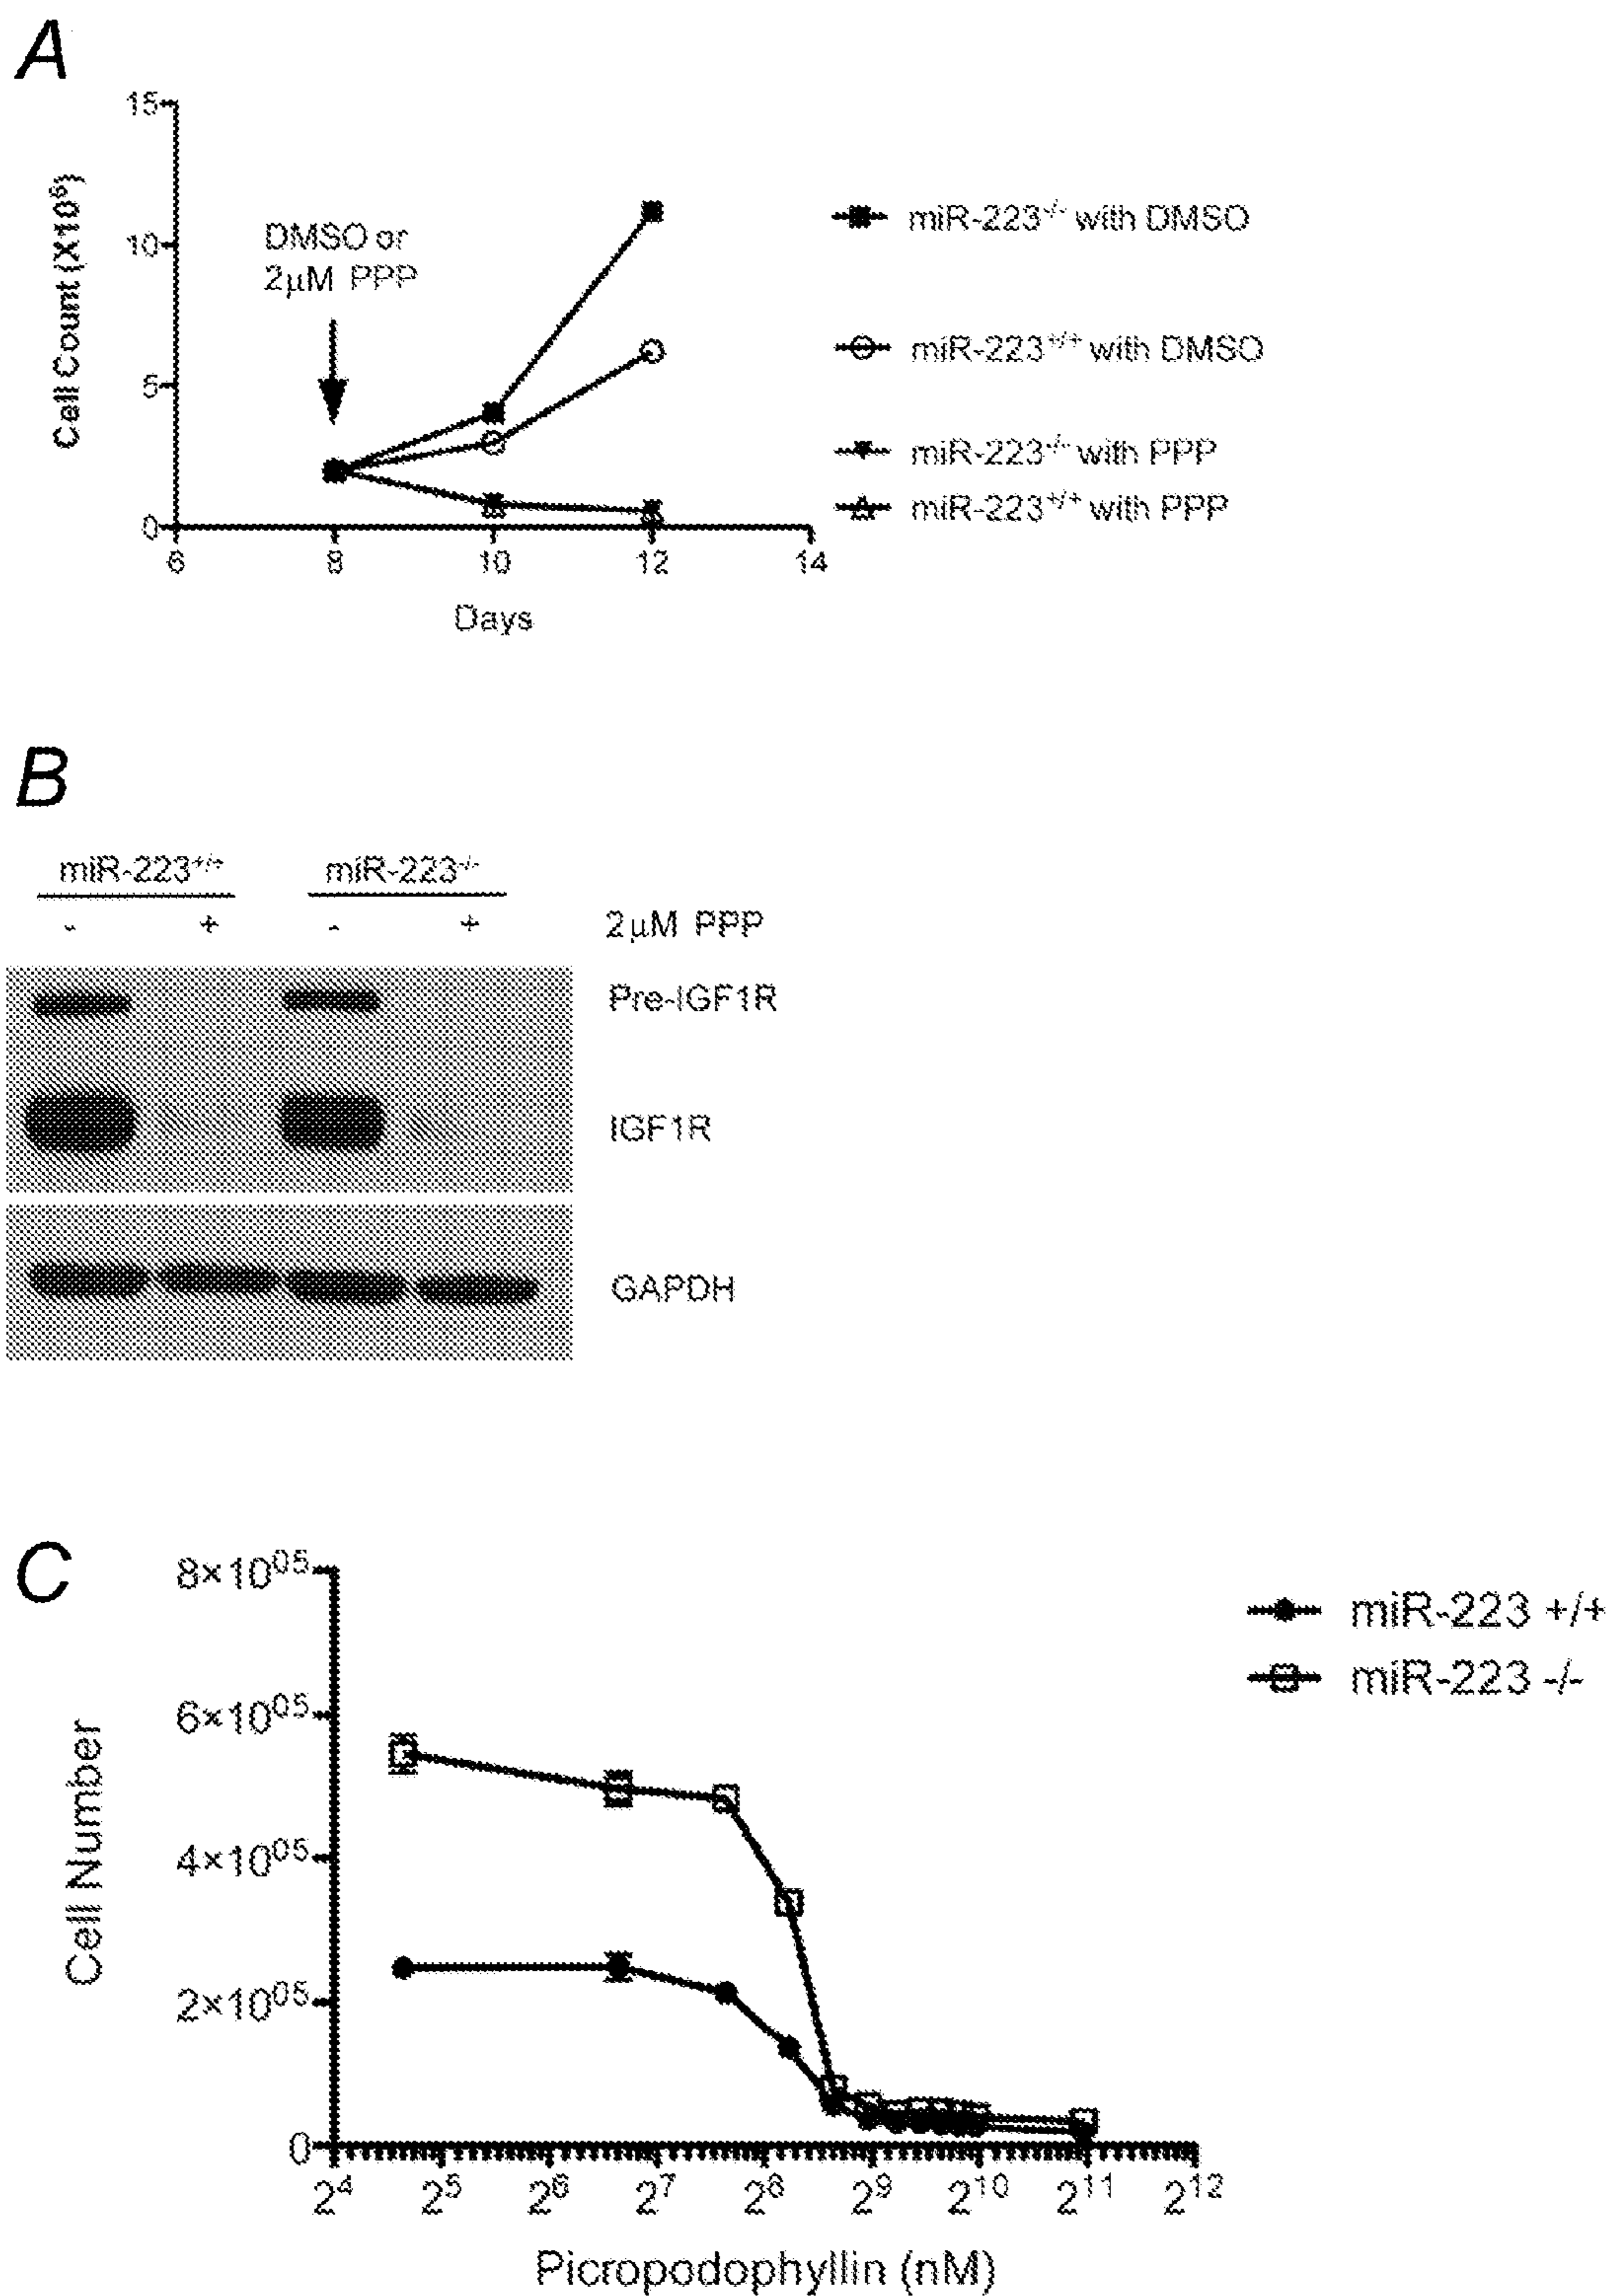 A
15
10
5
0
Cell Count (X10⁶)
DMSO or
2μM PPP
6 8 10 12 14
Days
miR-223⁻/⁻ with DMSO
miR-223⁺/⁺ with DMSO
miR-223⁻/⁻ with PPP
miR-223⁺/⁺ with PPP
B
miR-223⁺/⁺ miR-223⁻/⁻
- + - + 2μM PPP
Pre-IGF1R
IGF1R
GAPDH
C
8×10⁰⁵
6×10⁰⁵
4×10⁰⁵
2×10⁰⁵
0
Cell Number
2⁴ 2⁵ 2⁶ 2⁷ 2⁸ 2⁹ 2¹⁰ 2¹¹ 2¹²
Picropodophyllin (nM)
miR-223 +/+
miR-223 -/-